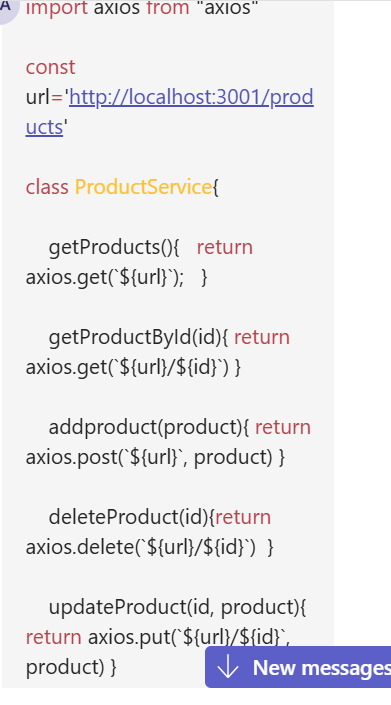 A
import axios from "axios"
const
url='http://localhost:3001/prod
ucts'
class ProductService{
getProducts(){   return
axios.get(`${url}`);   }
getProductById(id){ return
axios.get(`${url}/${id}`) }
addproduct(product){ return
axios.post(`${url}`, product) }
deleteProduct(id){return
axios.delete(`${url}/${id}`)  }
updateProduct(id, product){
return axios.put(`${url}/${id}`,
product) }
New messages